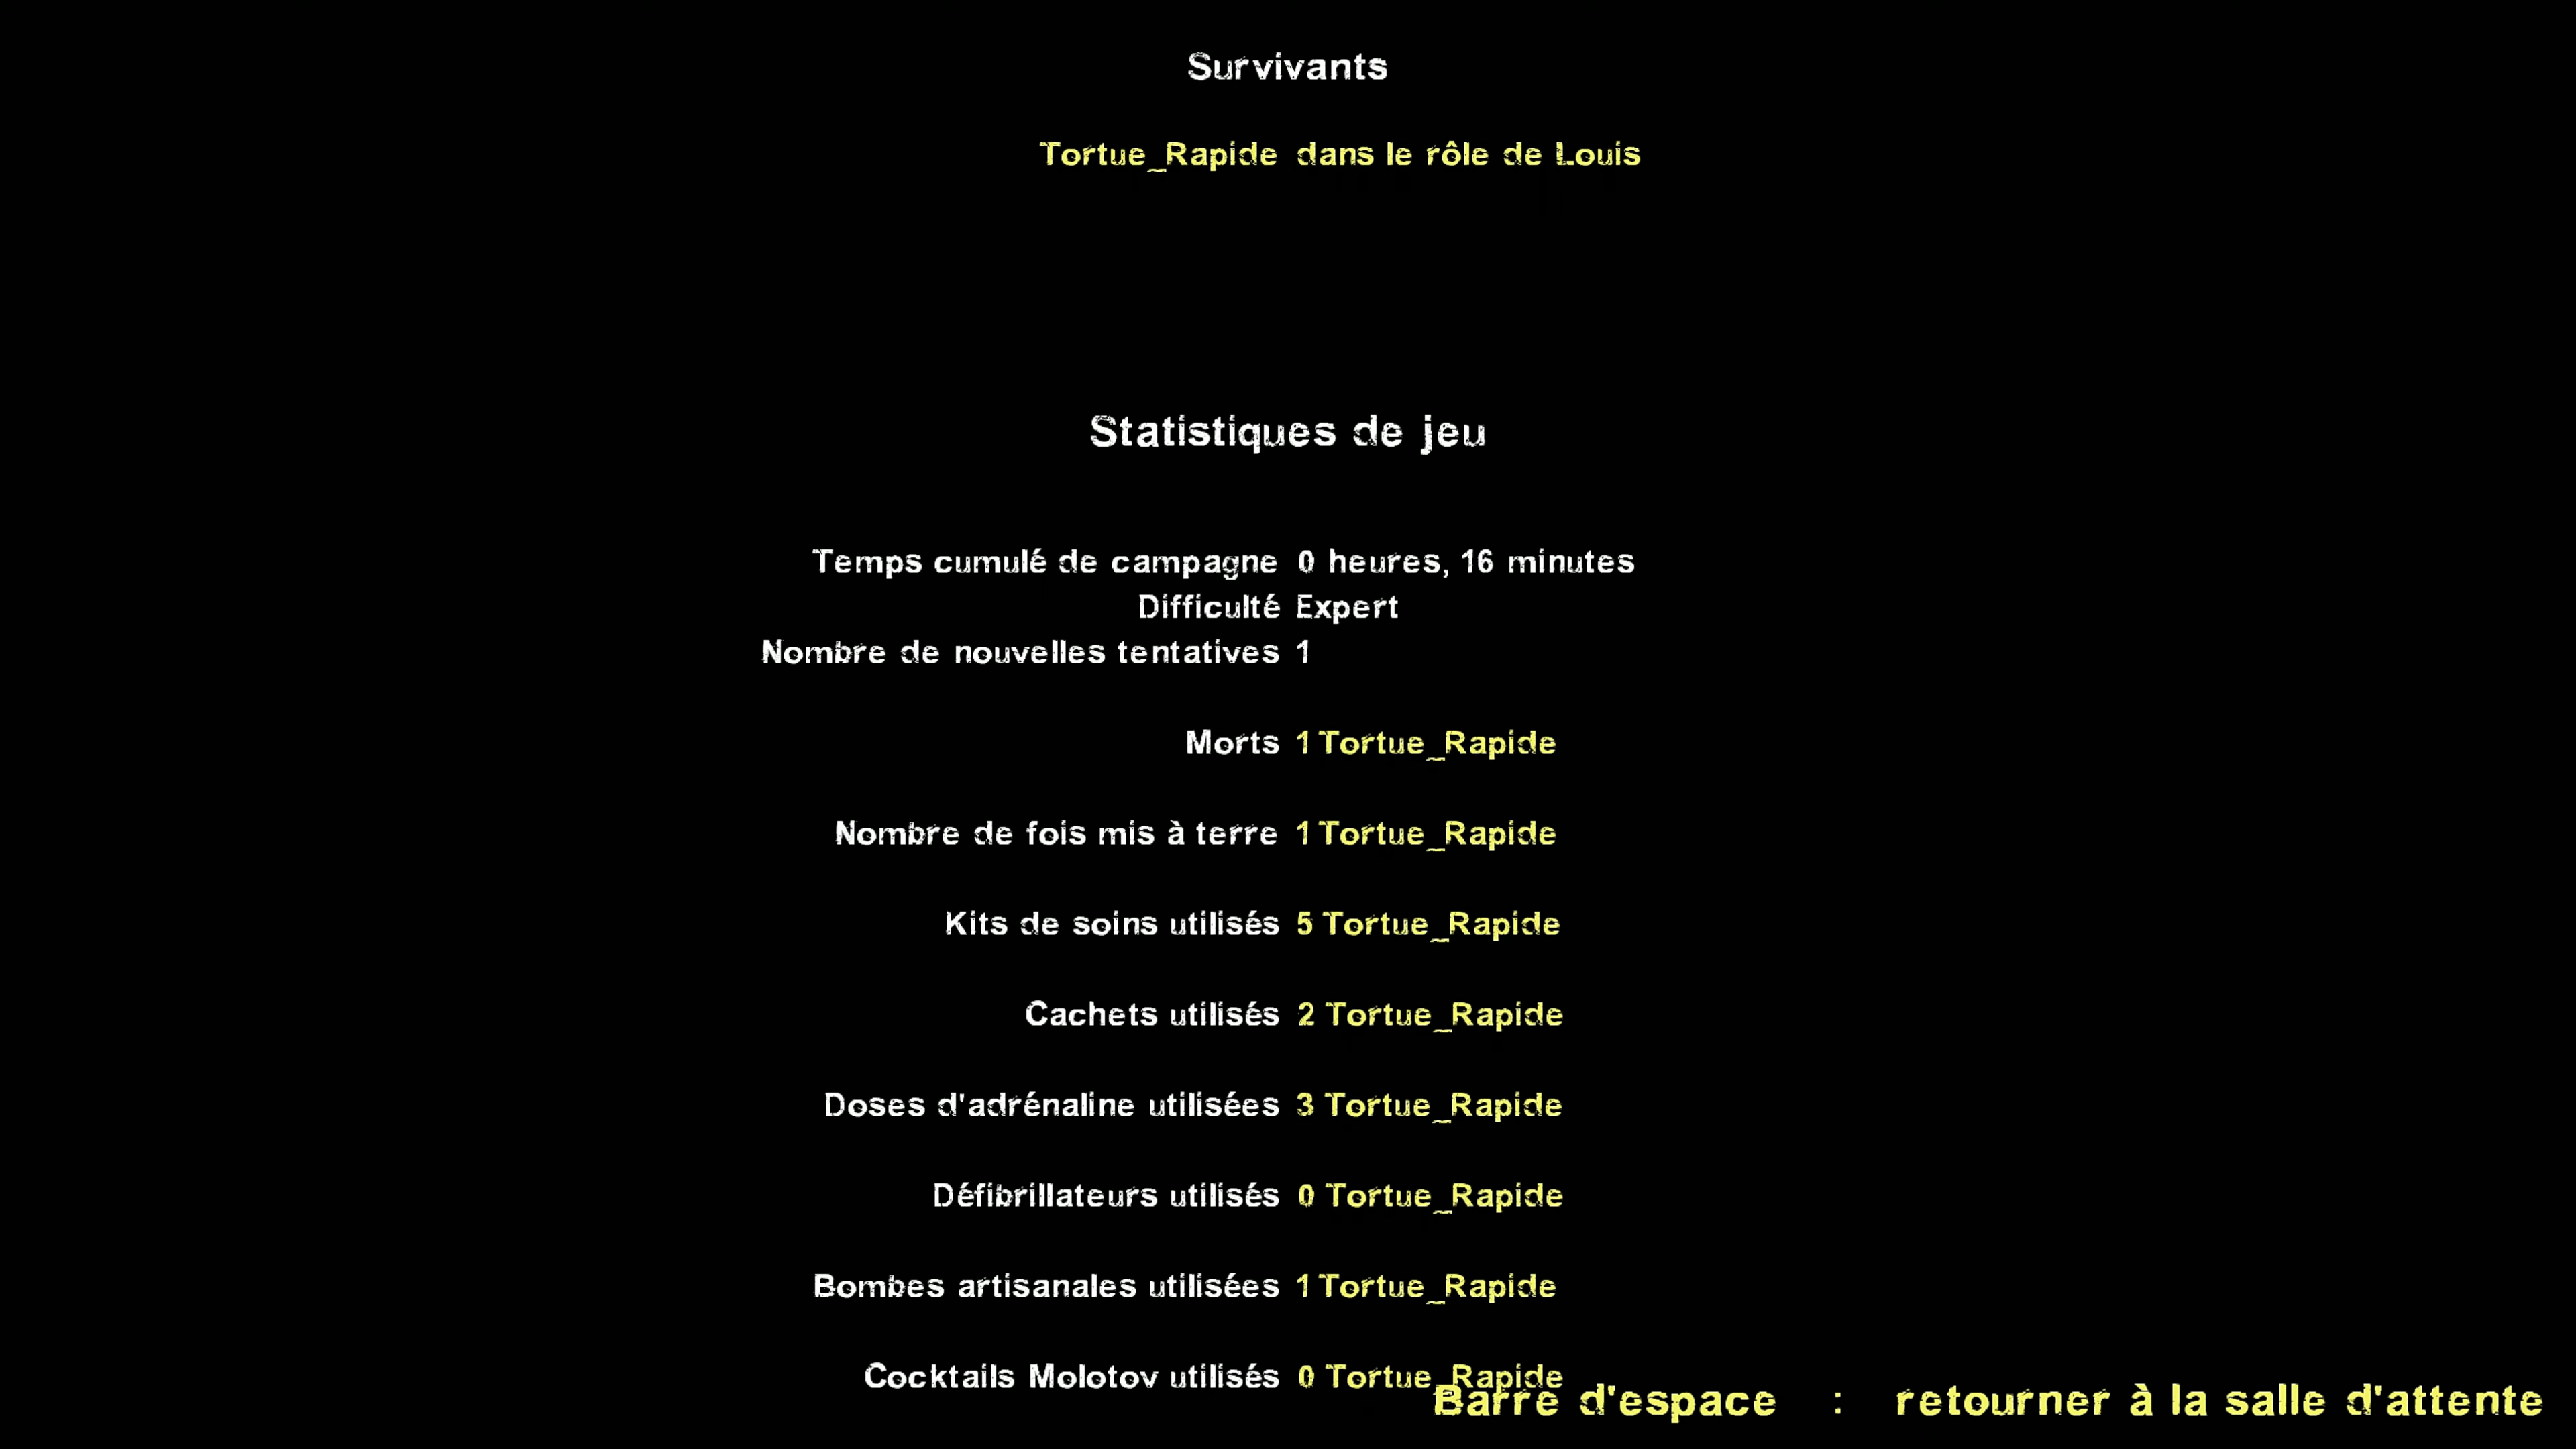 Survivants
Tortue_Rapide dans le rôle de Louis
Statistiques de jeu
Temps cumulé de campagne 0 heures, 16 minutes
Difficulté Expert
Nombre de nouvelles tentatives 1
Morts 1 Tortue_Rapide
Nombre de fois mis à terre 1 Tortue_Rapide
Kits de soins utilisés 5 Tortue_Rapide
Cachets utilisés 2 Tortue_Rapide
Doses d'adrénaline utilisées 3 Tortue_Rapide
Défibrillateurs utilisés 0 Tortue_Rapide
Bombes artisanales utilisées 1 Tortue_Rapide
Cocktails Molotov utilisés 0 Tortue_Rapide
Barre d'espace : retourner à la salle d'attente